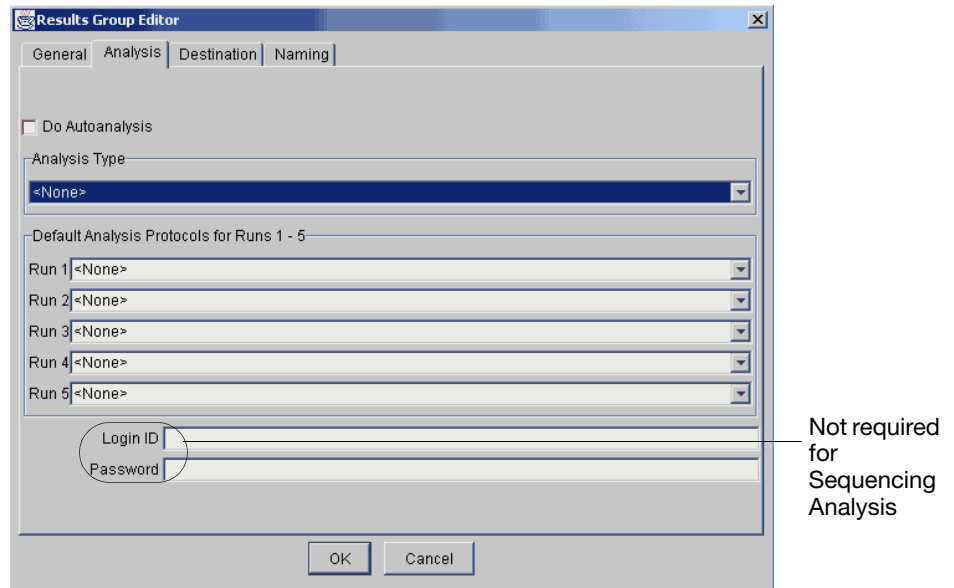 Results Group Editor
General Analysis Destination Naming
Do Autoanalysis
Analysis Type
<None>
Default Analysis Protocols for Runs 1 - 5
Run 1 <None>
Run 2 <None>
Run 3 <None>
Run 4 <None>
Run 5 <None>
Login ID
Password
Not required
for
Sequencing
Analysis
OK Cancel